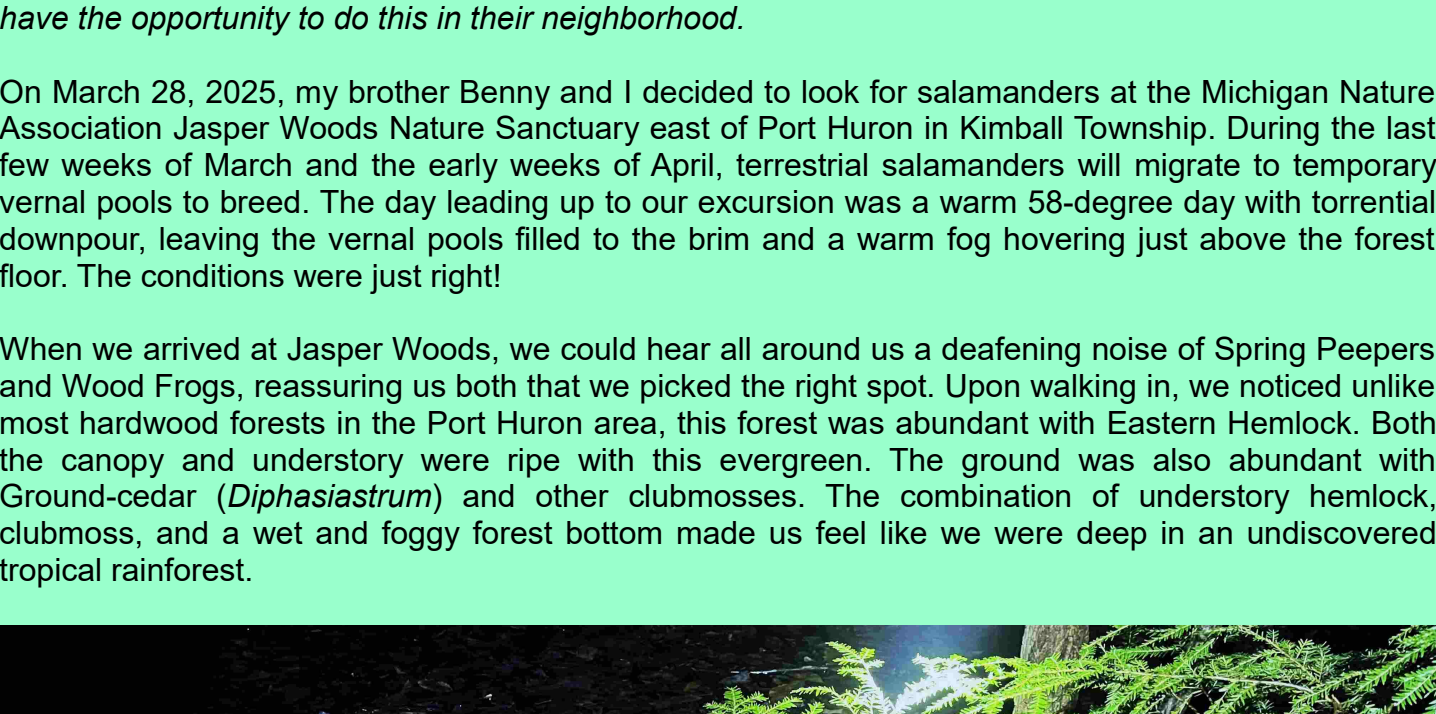 have the opportunity to do this in their neighborhood.
On March 28, 2025, my brother Benny and I decided to look for salamanders at the Michigan Nature
Association Jasper Woods Nature Sanctuary east of Port Huron in Kimball Township. During the last
few weeks of March and the early weeks of April, terrestrial salamanders will migrate to temporary
vernal pools to breed. The day leading up to our excursion was a warm 58-degree day with torrential
downpour, leaving the vernal pools filled to the brim and a warm fog hovering just above the forest
floor. The conditions were just right!
When we arrived at Jasper Woods, we could hear all around us a deafening noise of Spring Peepers
and Wood Frogs, reassuring us both that we picked the right spot. Upon walking in, we noticed unlike
most hardwood forests in the Port Huron area, this forest was abundant with Eastern Hemlock. Both
the canopy and understory were ripe with this evergreen. The ground was also abundant with
Ground-cedar (Diphasiastrum) and other clubmosses. The combination of understory hemlock,
clubmoss, and a wet and foggy forest bottom made us feel like we were deep in an undiscovered
tropical rainforest.